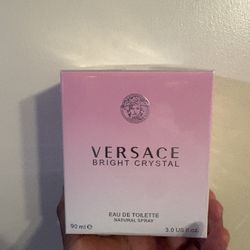 VERSACE
BRIGHT CRYSTAL
EAU DE TOILETTE
NATURAL SPRAY
90 ml e 3.0 US fl.oz.